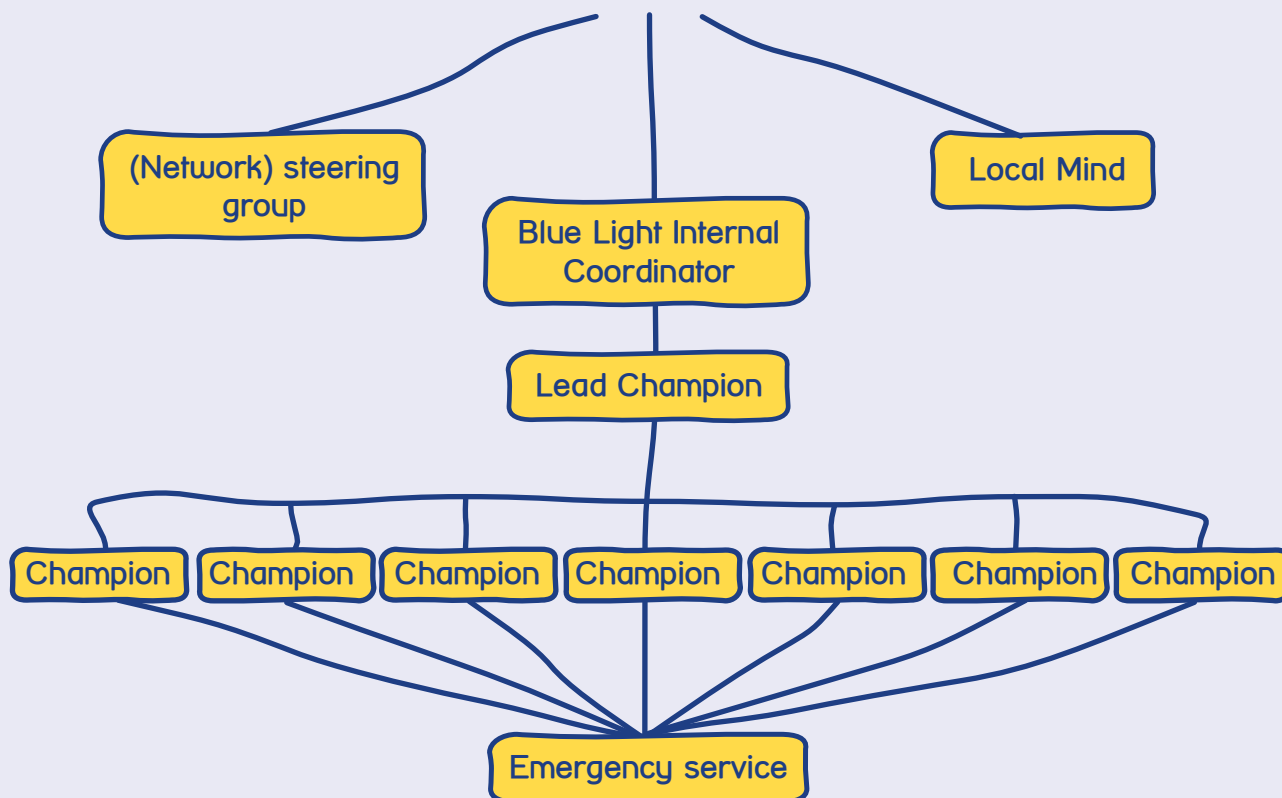 (Network) steering
group
Local Mind
Blue Light Internal
Coordinator
Lead Champion
Champion
Champion
Champion
Champion
Champion
Champion
Champion
Emergency service